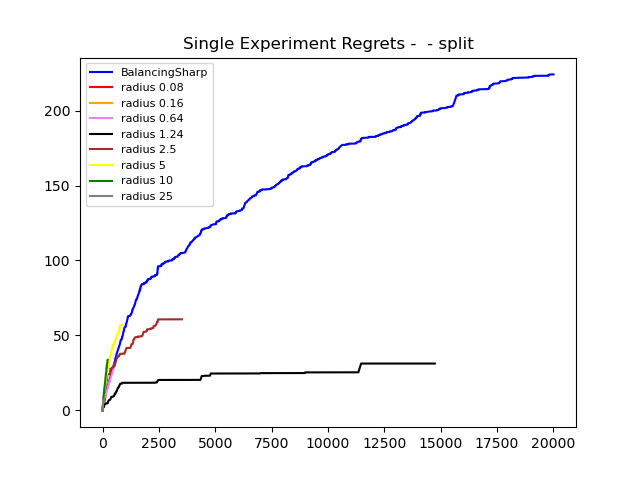 Single Experiment Regrets -  - split
BalancingSharp
radius 0.08
radius 0.16
radius 0.64
radius 1.24
radius 2.5
radius 5
radius 10
radius 25
200
150
100
50
0
0 2500 5000 7500 10000 12500 15000 17500 20000